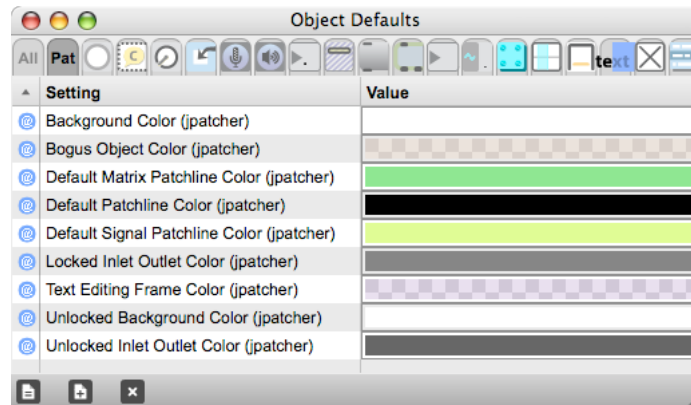 Object Defaults
All Pat C text
Setting Value
Background Color (jpatcher)
Bogus Object Color (jpatcher)
Default Matrix Patchline Color (jpatcher)
Default Patchline Color (jpatcher)
Default Signal Patchline Color (jpatcher)
Locked Inlet Outlet Color (jpatcher)
Text Editing Frame Color (jpatcher)
Unlocked Background Color (jpatcher)
Unlocked Inlet Outlet Color (jpatcher)